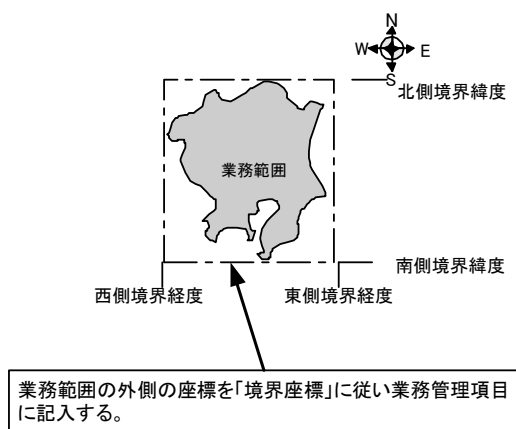 N
W E
S
北側境界緯度
業務範囲
南側境界緯度
西側境界経度 東側境界経度
業務範囲の外側の座標を「境界座標」に従い業務管理項目
に記入する。